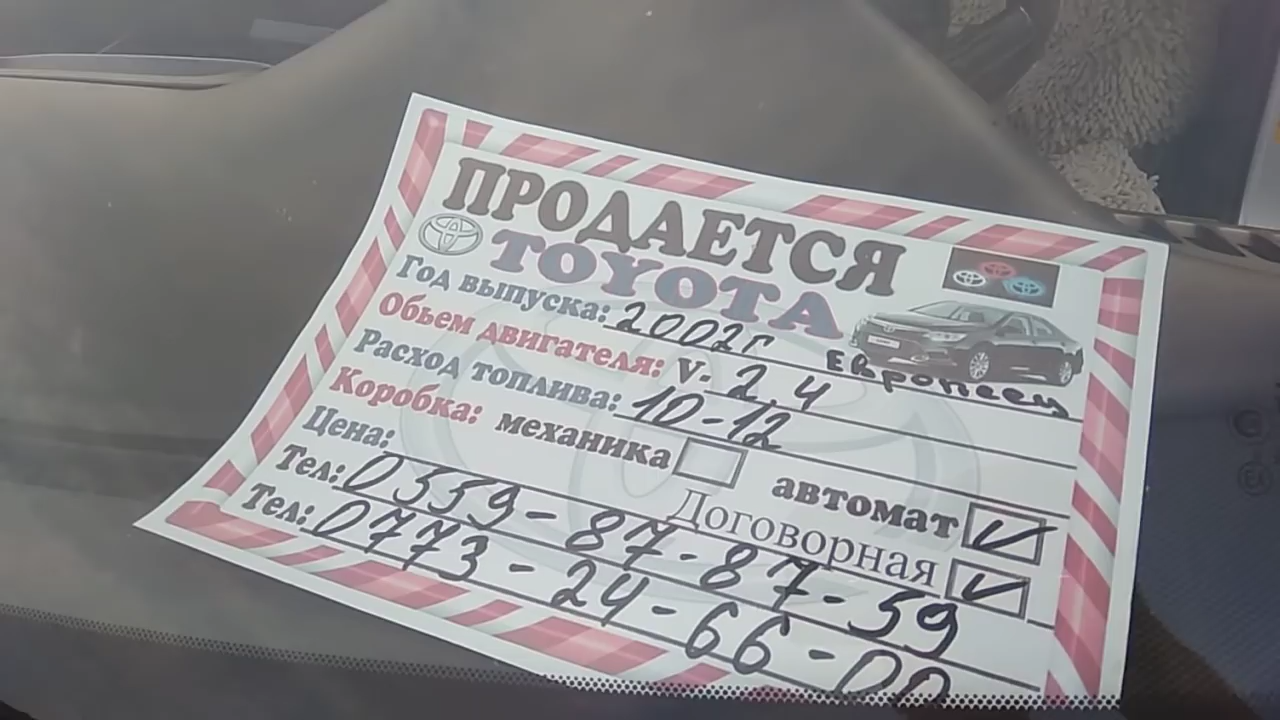 ПРОДАЕТСЯ
TOYOTA
Год выпуска: 2002г Европеец
Обьем двигателя: V- 2.4
Расход топлива: 10-12
Коробка: механика автомат V
Цена: Договорная V
Тел: 0559-87-87-59
Тел: 0773-24-66-00